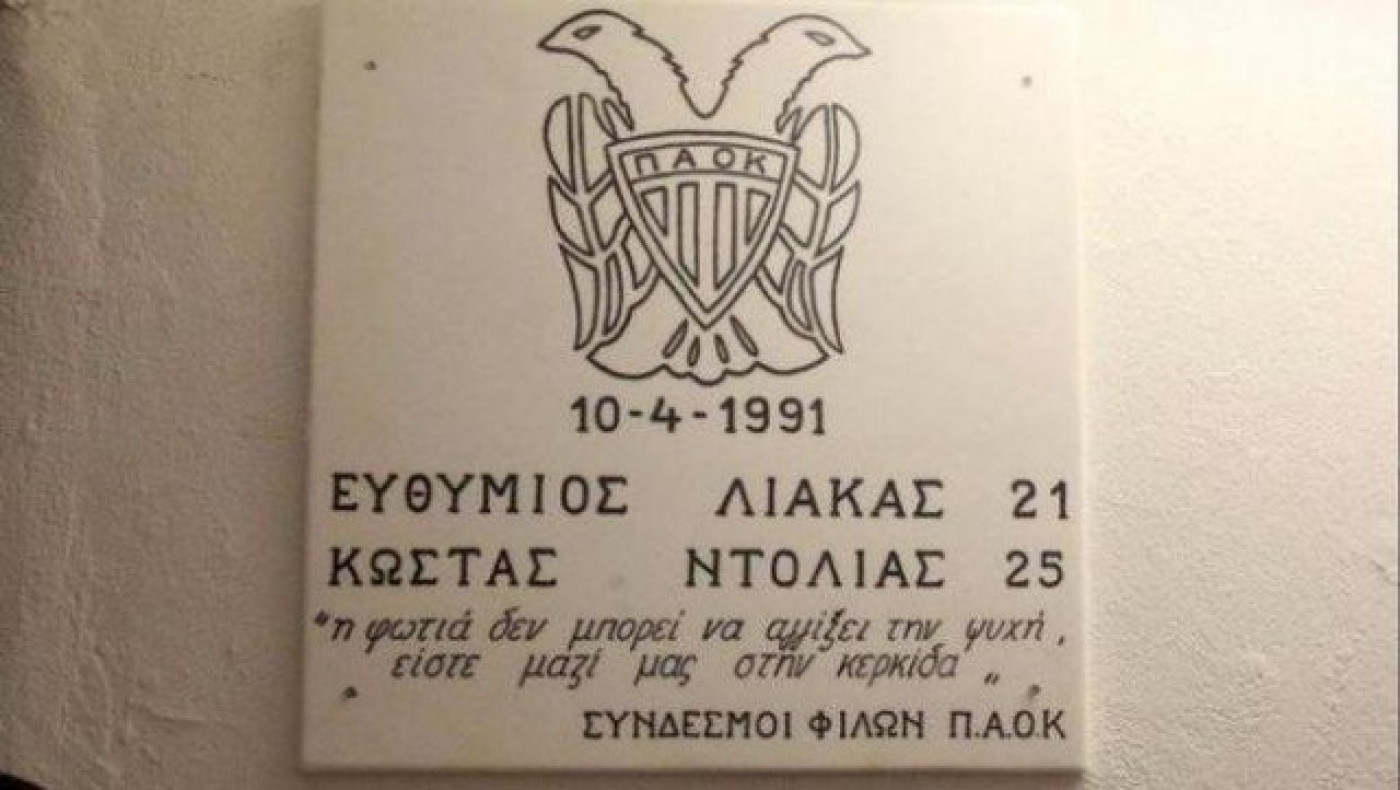 ΠΑΟΚ
10-4-1991
ΕΥΘΥΜΙΟΣ ΛΙΑΚΑΣ 21
ΚΩΣΤΑΣ ΝΤΟΛΙΑΣ 25
"η φωτιά δεν μπορεί να αγγίξει την ψυχή,
είστε μαζί μας στην κερκίδα„
ΣΥΝΔΕΣΜΟΙ ΦΙΛΩΝ Π.Α.Ο.Κ